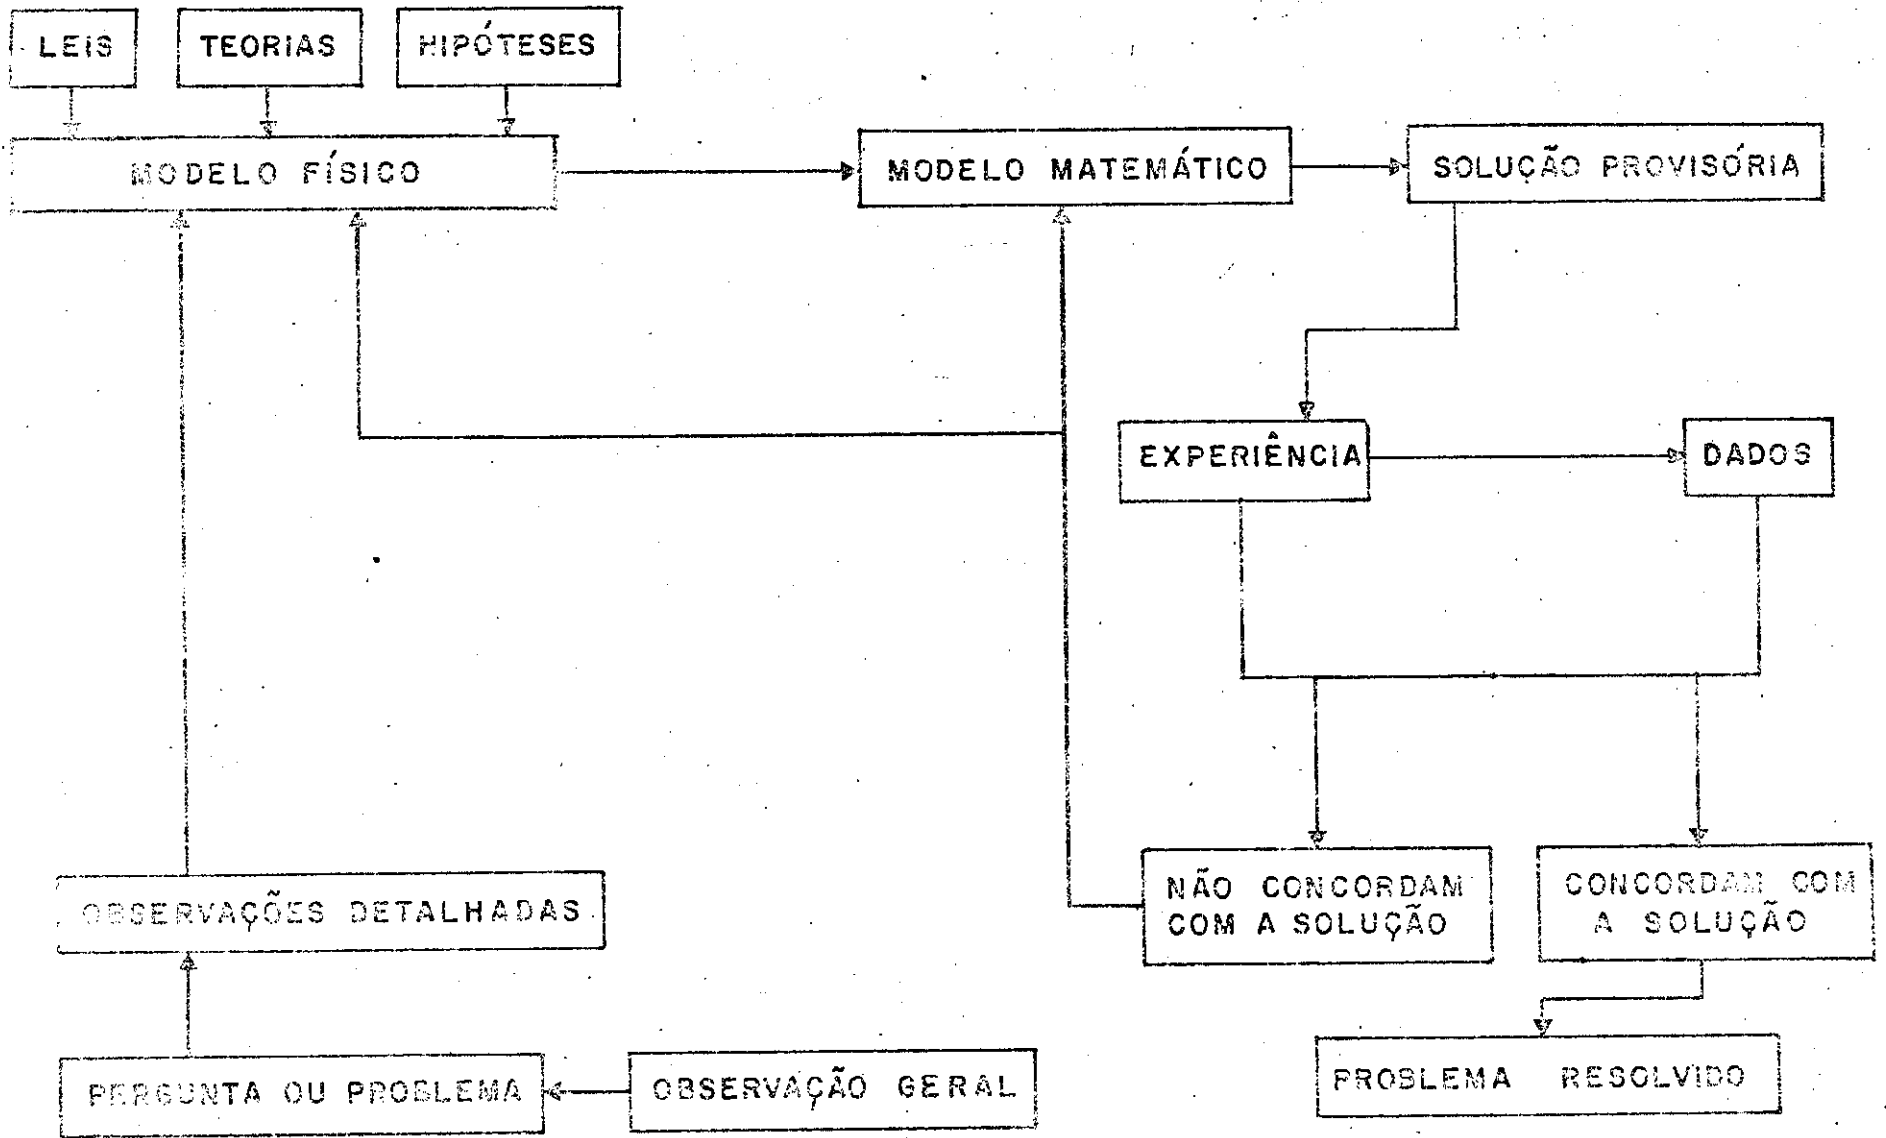 LEIS
TEORIAS
HIPÓTESES
MODELO FÍSICO
MODELO MATEMÁTICO
SOLUÇÃO PROVISÓRIA
EXPERIÊNCIA
DADOS
NÃO CONCORDAM
COM A SOLUÇÃO
CONCORDAM COM
A SOLUÇÃO
OBSERVAÇÕES DETALHADAS
PERGUNTA OU PROBLEMA
OBSERVAÇÃO GERAL
PROBLEMA RESOLVIDO